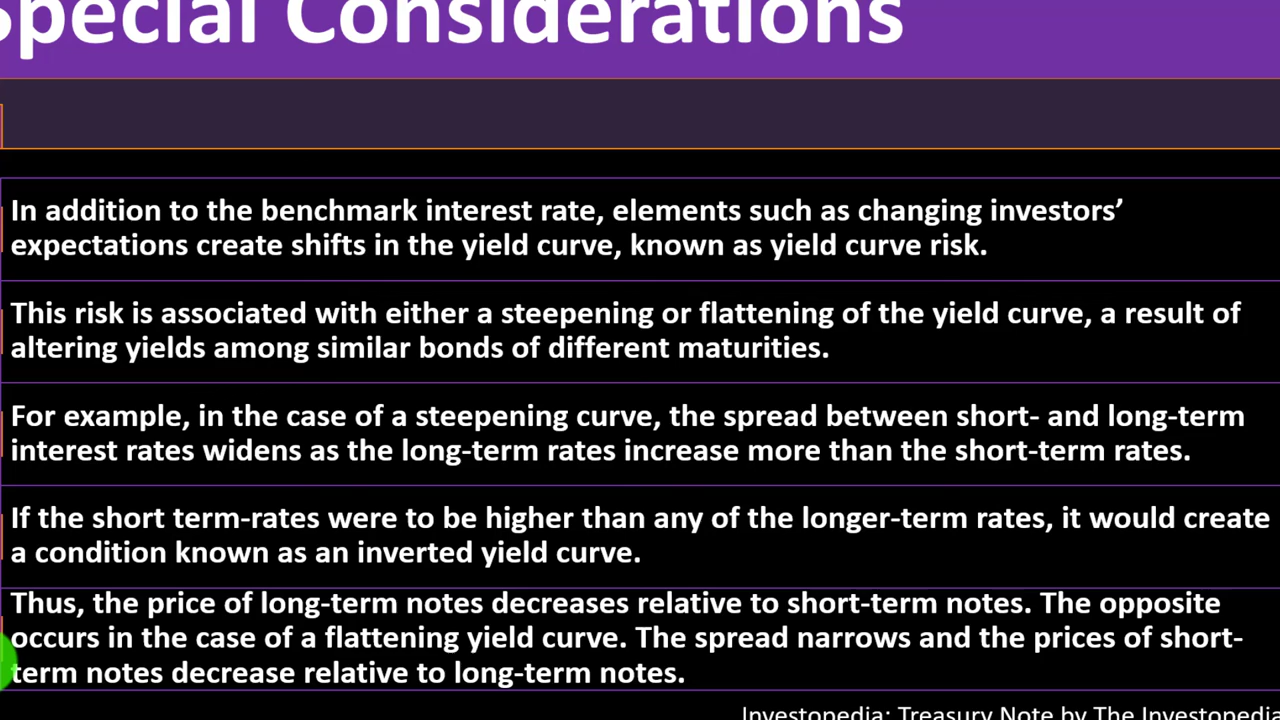 Special Considerations
In addition to the benchmark interest rate, elements such as changing investors’
expectations create shifts in the yield curve, known as yield curve risk.
This risk is associated with either a steepening or flattening of the yield curve, a result of
altering yields among similar bonds of different maturities.
For example, in the case of a steepening curve, the spread between short- and long-term
interest rates widens as the long-term rates increase more than the short-term rates.
If the short term-rates were to be higher than any of the longer-term rates, it would create
a condition known as an inverted yield curve.
Thus, the price of long-term notes decreases relative to short-term notes. The opposite
occurs in the case of a flattening yield curve. The spread narrows and the prices of short-
term notes decrease relative to long-term notes.
Investopedia: Treasury Note by The Investopedia